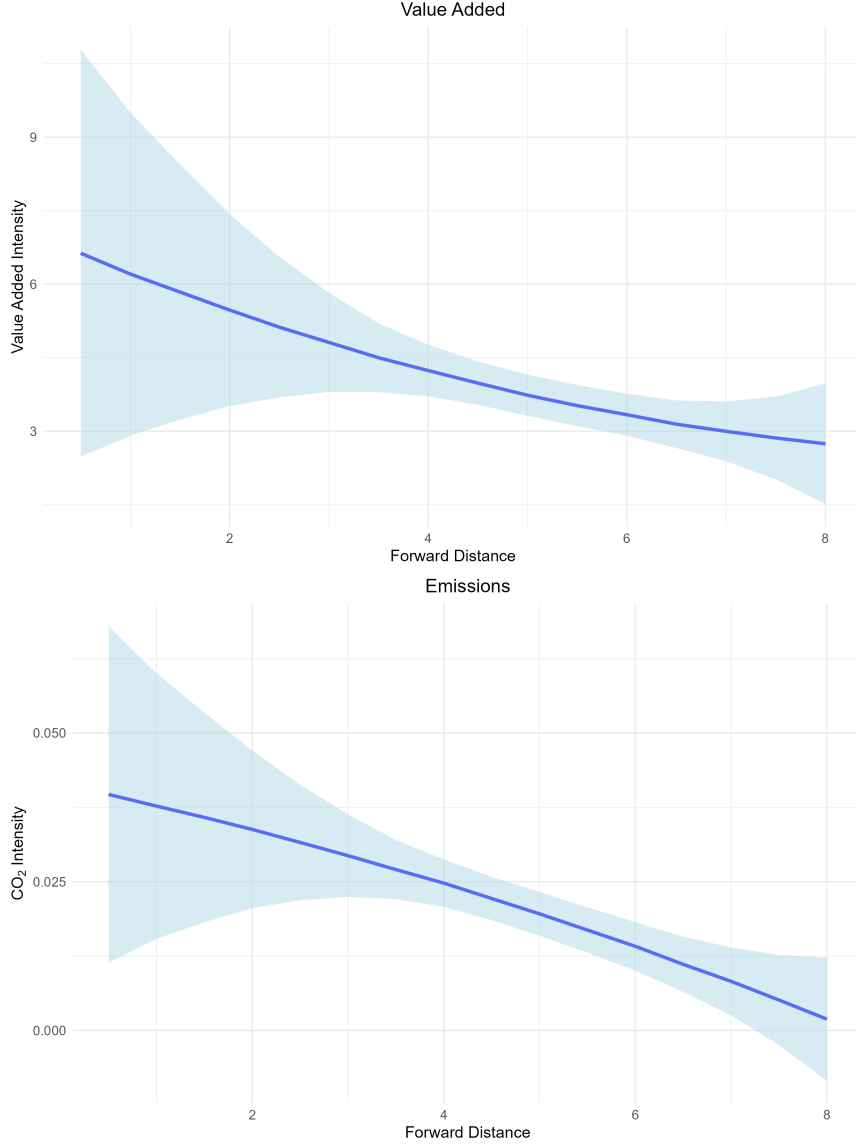 Value Added
9
6
3
Value Added Intensity
2 4 6 8
Forward Distance
Emissions
0.050
0.025
0.000
CO₂ Intensity
2 4 6 8
Forward Distance